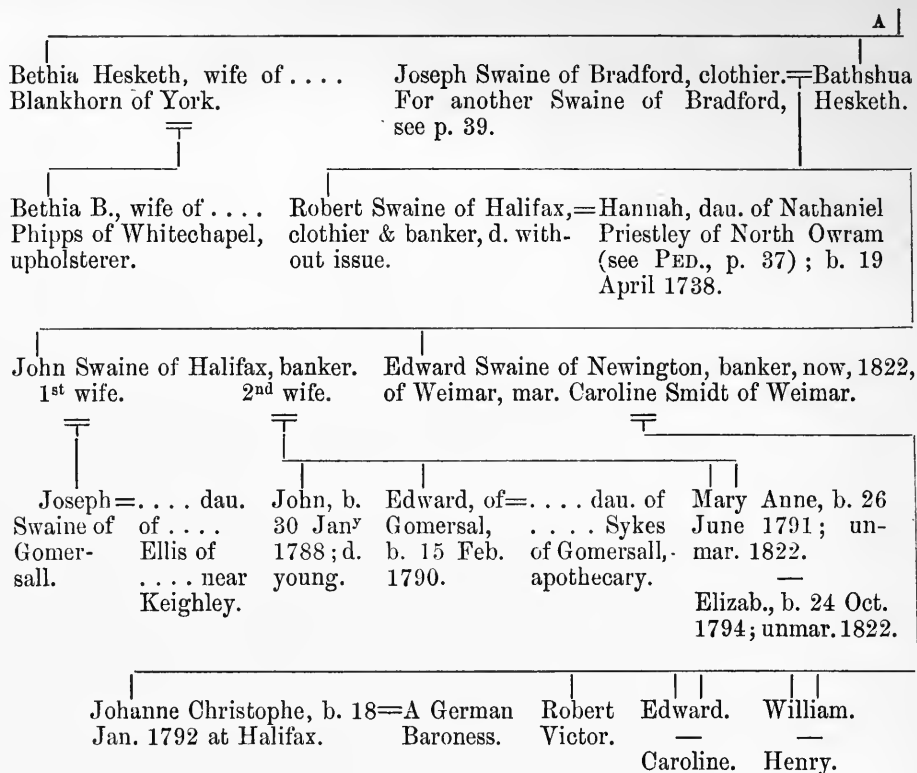 A
Bethia Hesketh, wife of . . . .
Blankhorn of York.
Joseph Swaine of Bradford, clothier.=Bathshua
For another Swaine of Bradford, Hesketh.
see p. 39.
Bethia B., wife of . . . .
Phipps of Whitechapel,
upholsterer.
Robert Swaine of Halifax,=Hannah, dau. of Nathaniel
clothier & banker, d. with- Priestley of North Owram
out issue. (see PED., p. 37) ; b. 19
April 1738.
John Swaine of Halifax, banker.
1st wife. 2nd wife.
Edward Swaine of Newington, banker, now, 1822,
of Weimar, mar. Caroline Smidt of Weimar.
Joseph=. . . . dau.
Swaine of of . . . .
Gomer- Ellis of
sall. . . . . near
Keighley.
John, b.
30 Jany
1788 ; d.
young.
Edward, of=. . . . dau. of
Gomersal, . . . . Sykes
b. 15 Feb. of Gomersall,
1790. apothecary.
Mary Anne, b. 26
June 1791 ; un-
mar. 1822.
—
Elizab., b. 24 Oct.
1794 ; unmar. 1822.
Johanne Christophe, b. 18=A German
Jan. 1792 at Halifax. Baroness.
Robert
Victor.
Edward.
—
Caroline.
William.
—
Henry.